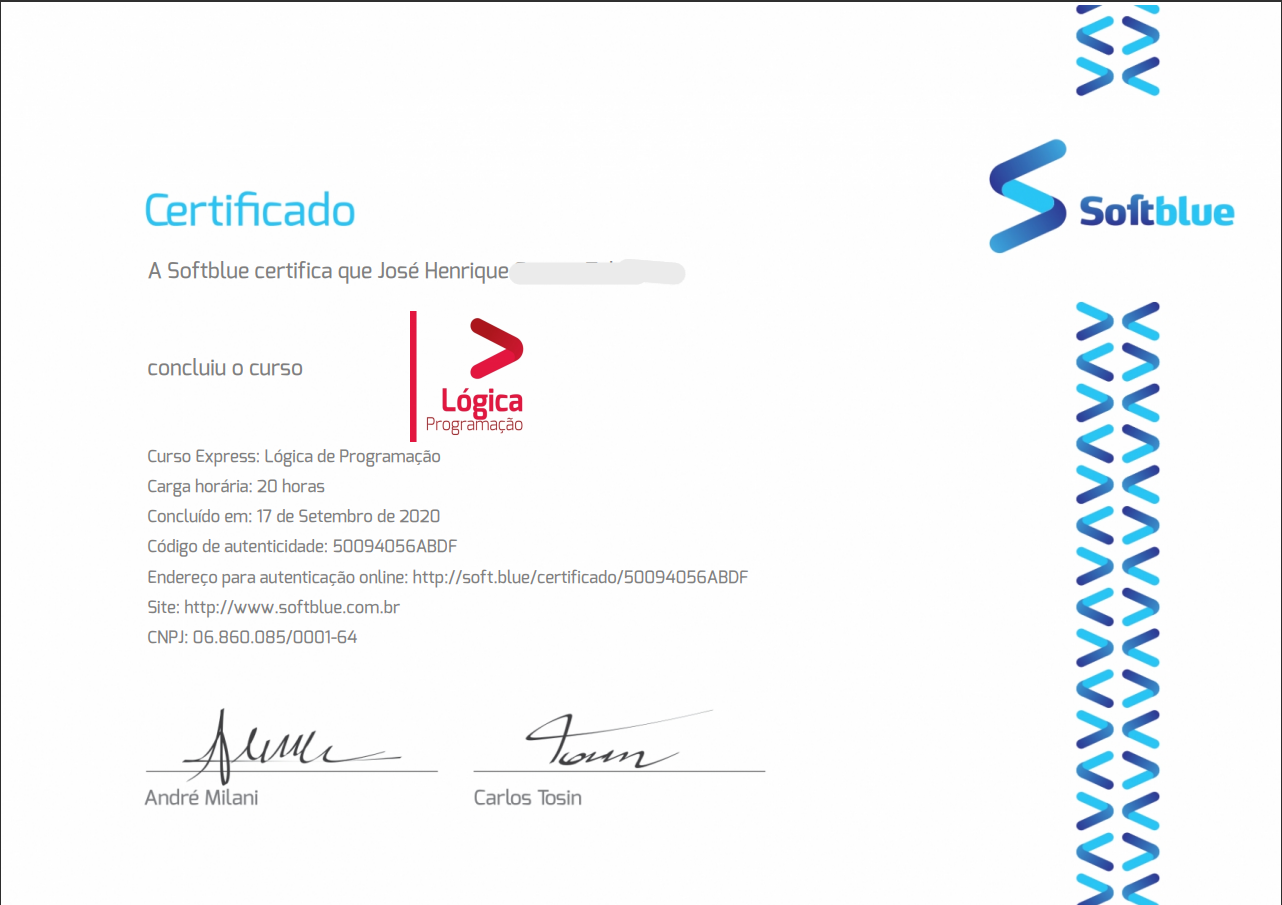 Softblue
Certificado
A Softblue certifica que José Henrique
concluiu o curso
Lógica
Programação
Curso Express: Lógica de Programação
Carga horária: 20 horas
Concluído em: 17 de Setembro de 2020
Código de autenticidade: 50094056ABDF
Endereço para autenticação online: http://soft.blue/certificado/50094056ABDF
Site: http://www.softblue.com.br
CNPJ: 06.860.085/0001-64
André Milani
Carlos Tosin